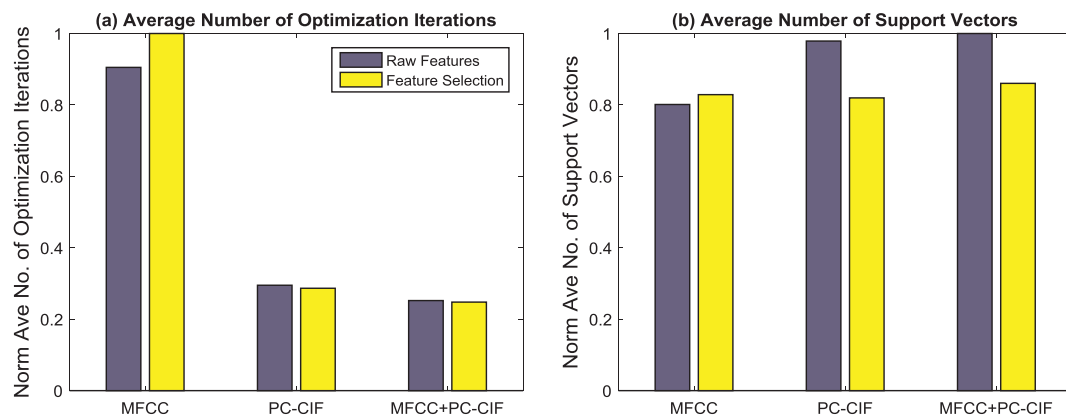 (a) Average Number of Optimization Iterations
Norm Ave No. of Optimization Iterations
1
0.8
0.6
0.4
0.2
0
Raw Features
Feature Selection
MFCC
PC-CIF
MFCC+PC-CIF
(b) Average Number of Support Vectors
Norm Ave No. of Support Vectors
1
0.8
0.6
0.4
0.2
0
MFCC
PC-CIF
MFCC+PC-CIF